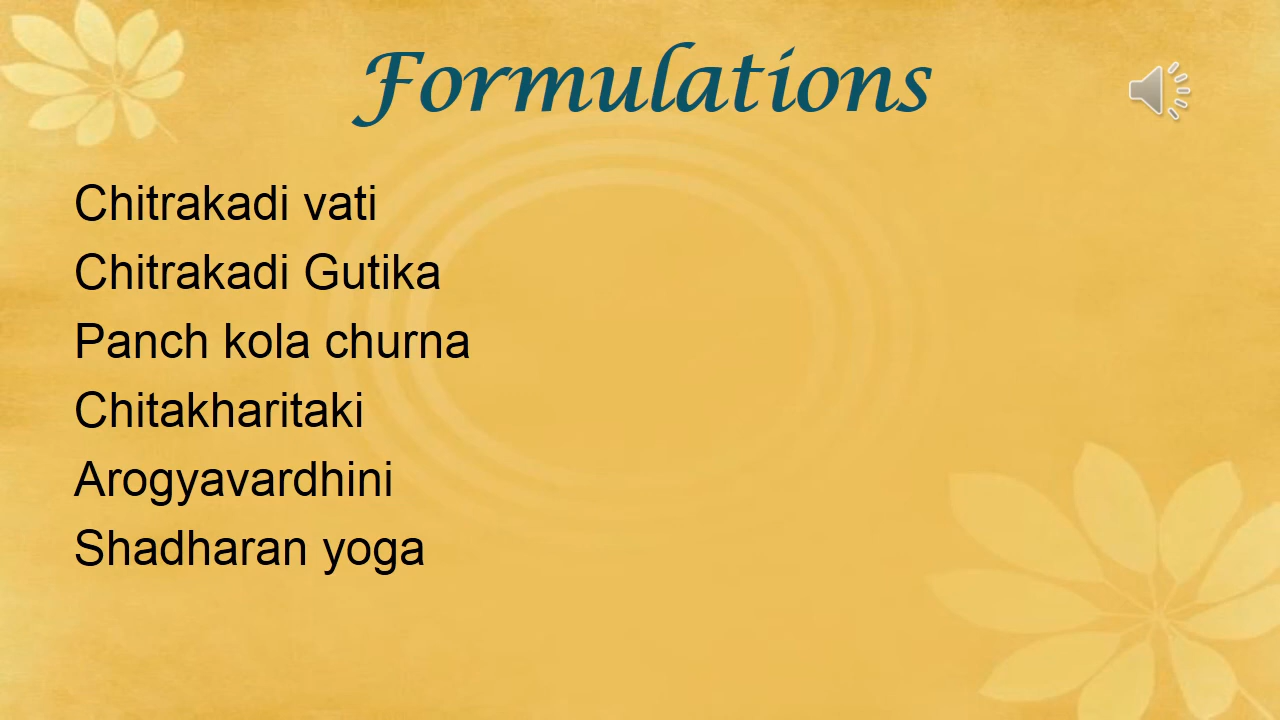 Formulations
Chitrakadi vati
Chitrakadi Gutika
Panch kola churna
Chitakharitaki
Arogyavardhini
Shadharan yoga